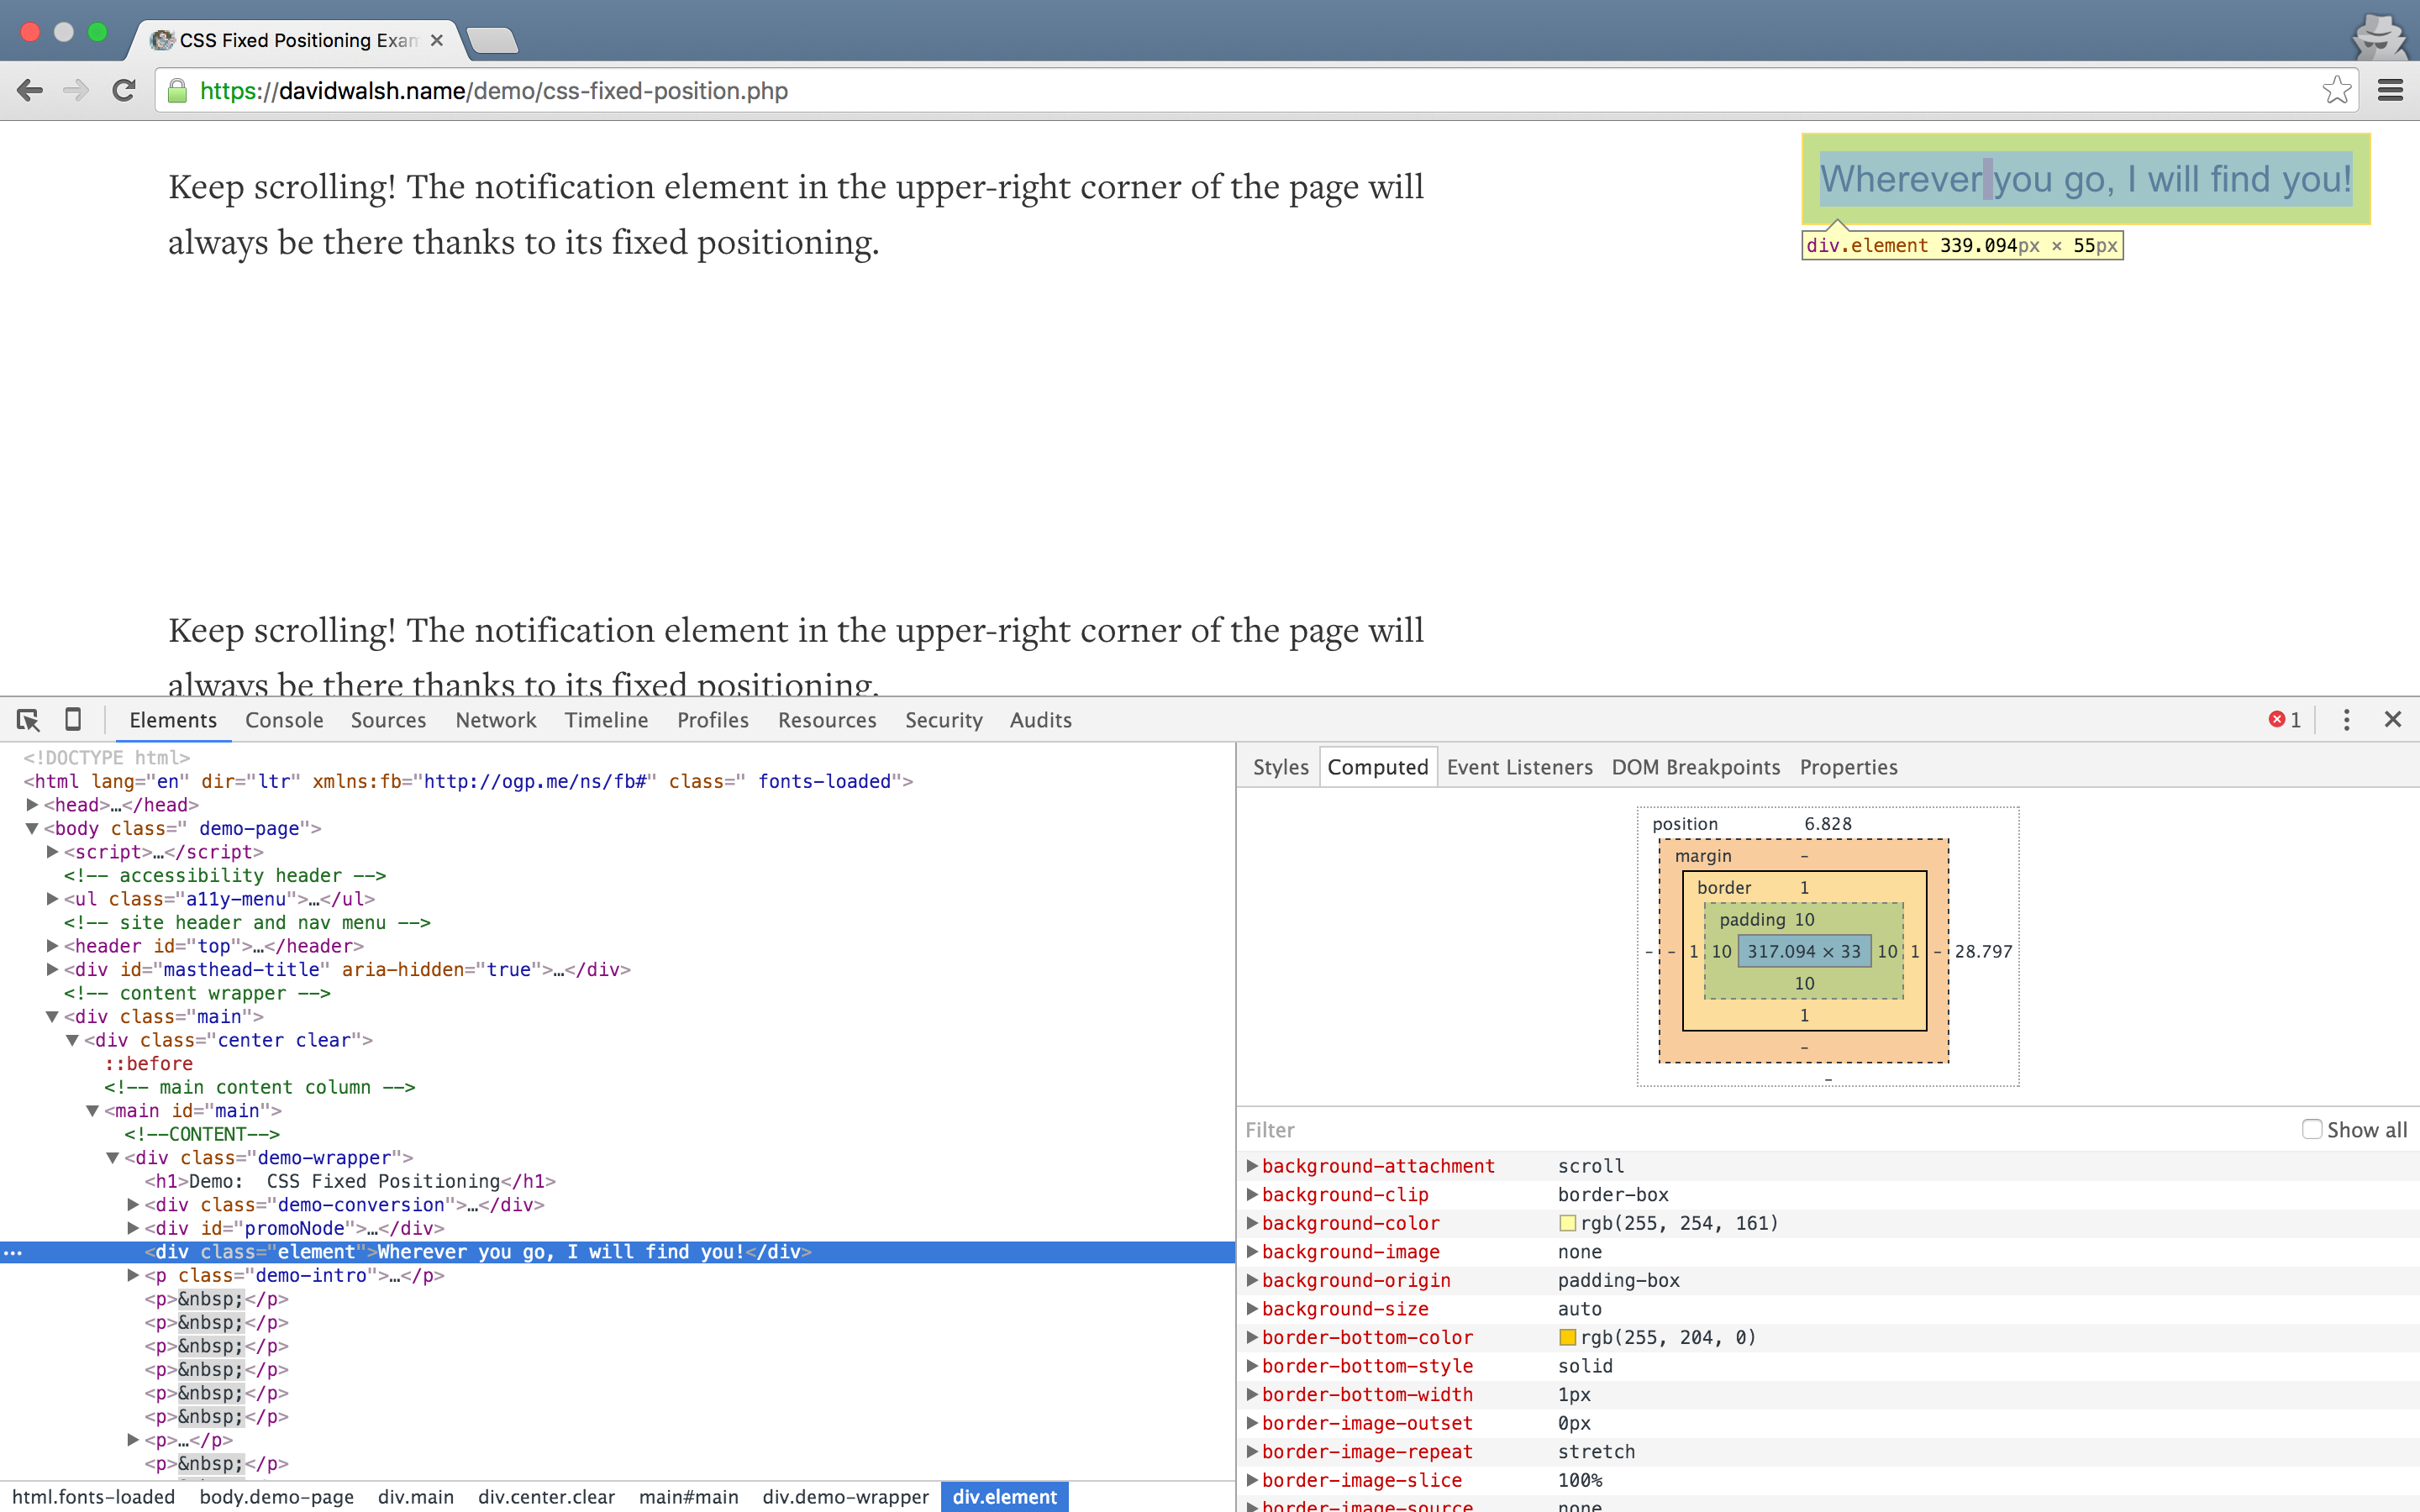 CSS Fixed Positioning Exam
https://davidwalsh.name/demo/css-fixed-position.php
Keep scrolling! The notification element in the upper-right corner of the page will
always be there thanks to its fixed positioning.
Wherever you go, I will find you!
div.element 339.094px × 55px
Keep scrolling! The notification element in the upper-right corner of the page will
always be there thanks to its fixed positioning.
Elements Console Sources Network Timeline Profiles Resources Security Audits
1
<!DOCTYPE html>
<html lang="en" dir="ltr" xmlns:fb="http://ogp.me/ns/fb#" class=" fonts-loaded">
<head>…</head>
<body class=" demo-page">
<script>…</script>
<!-- accessibility header -->
<ul class="a11y-menu">…</ul>
<!-- site header and nav menu -->
<header id="top">…</header>
<div id="masthead-title" aria-hidden="true">…</div>
<!-- content wrapper -->
<div class="main">
<div class="center clear">
::before
<!-- main content column -->
<main id="main">
<!--CONTENT-->
<div class="demo-wrapper">
<h1>Demo:  CSS Fixed Positioning</h1>
<div class="demo-conversion">…</div>
<div id="promoNode">…</div>
<div class="element">Wherever you go, I will find you!</div>
<p class="demo-intro">…</p>
<p>&nbsp;</p>
<p>&nbsp;</p>
<p>&nbsp;</p>
<p>&nbsp;</p>
<p>&nbsp;</p>
<p>&nbsp;</p>
<p>…</p>
<p>&nbsp;</p>
html.fonts-loaded body.demo-page div.main div.center.clear main#main div.demo-wrapper div.element
Styles Computed Event Listeners DOM Breakpoints Properties
position 6.828
margin -
border 1
padding 10
- - 1 10 317.094 × 33 10 1 - 28.797
10
1
-
-
Filter Show all
background-attachment scroll
background-clip border-box
background-color rgb(255, 254, 161)
background-image none
background-origin padding-box
background-size auto
border-bottom-color rgb(255, 204, 0)
border-bottom-style solid
border-bottom-width 1px
border-image-outset 0px
border-image-repeat stretch
border-image-slice 100%
border-image-source none